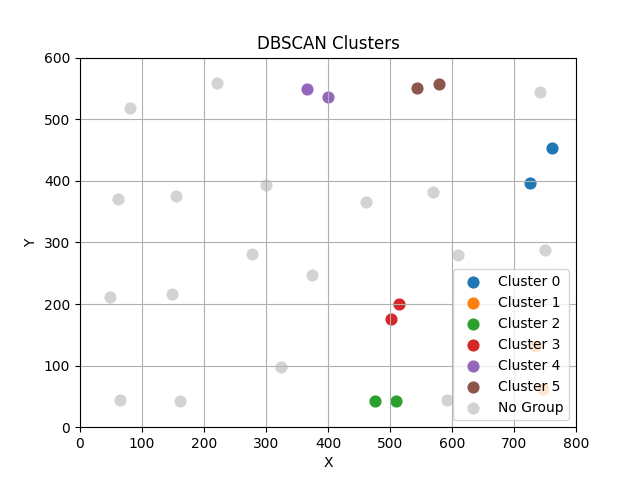 DBSCAN Clusters
600
500
400
300
200
100
0
Y
0 100 200 300 400 500 600 700 800
X
Cluster 0
Cluster 1
Cluster 2
Cluster 3
Cluster 4
Cluster 5
No Group